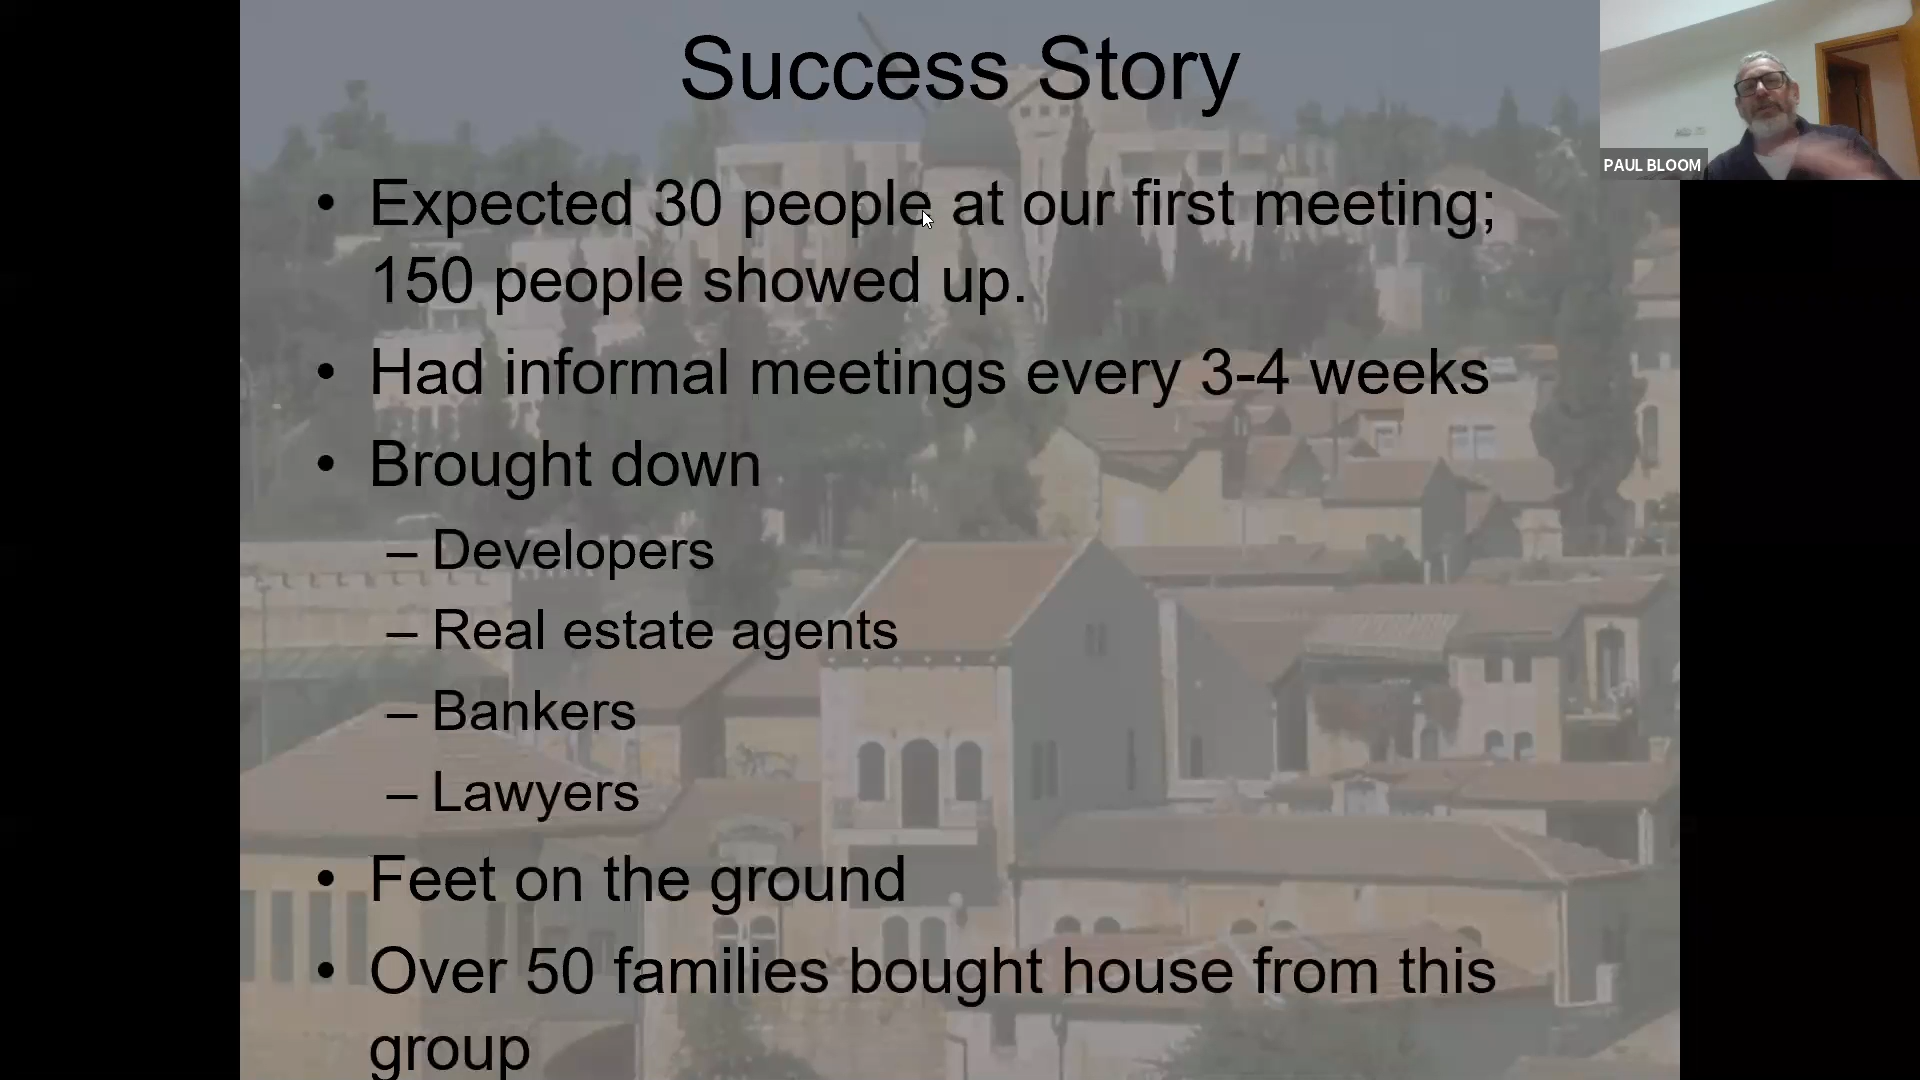 Success Story
PAUL BLOOM
• Expected 30 people at our first meeting;
150 people showed up.
• Had informal meetings every 3-4 weeks
• Brought down
– Developers
– Real estate agents
– Bankers
– Lawyers
• Feet on the ground
• Over 50 families bought house from this
group